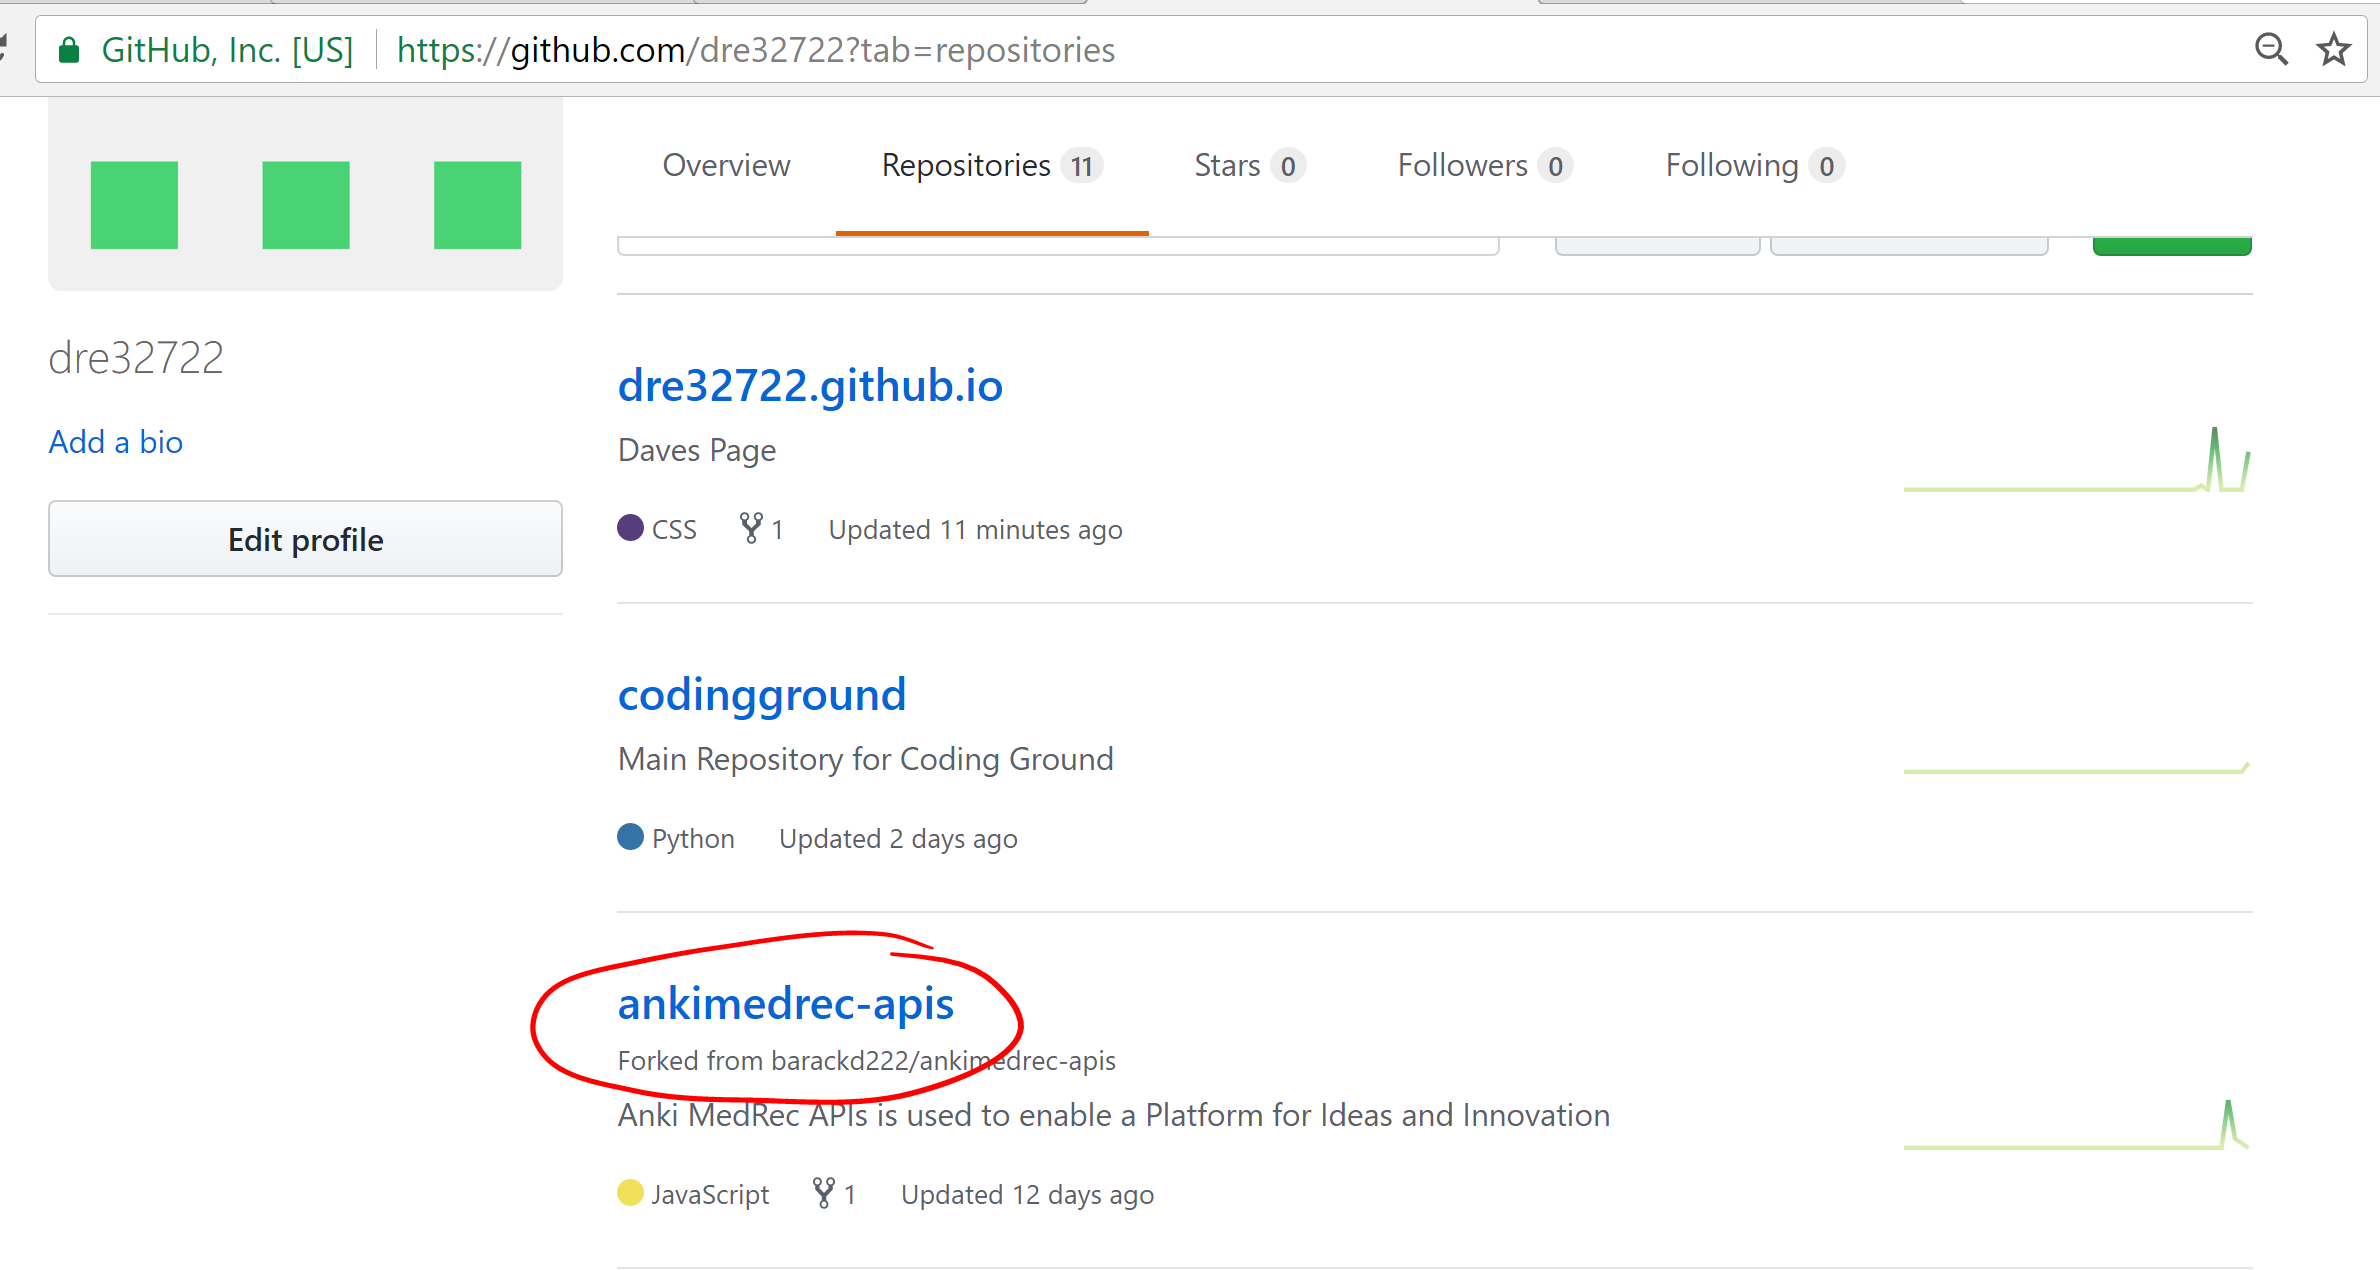 GitHub, Inc. [US] https://github.com/dre32722?tab=repositories
Overview Repositories 11 Stars 0 Followers 0 Following 0
dre32722
Add a bio
Edit profile
dre32722.github.io
Daves Page
CSS 1 Updated 11 minutes ago
codingground
Main Repository for Coding Ground
Python Updated 2 days ago
ankimedrec-apis
Forked from barackd222/ankimedrec-apis
Anki MedRec APIs is used to enable a Platform for Ideas and Innovation
JavaScript 1 Updated 12 days ago